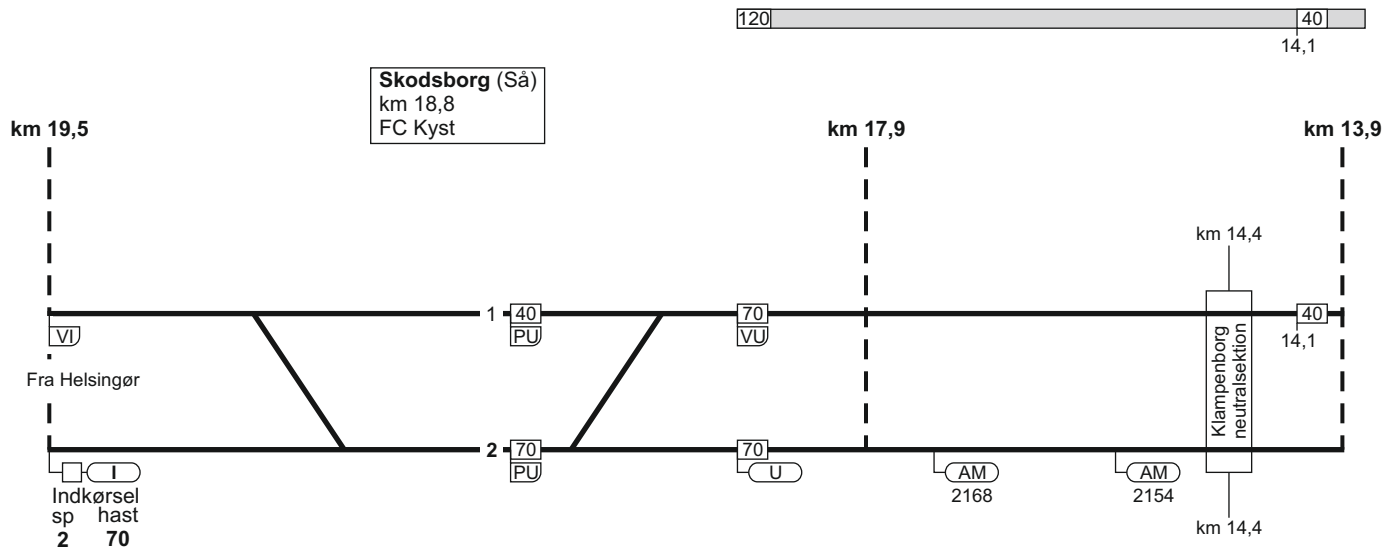 120
40
14,1
Skodsborg (Så)
km 18,8
FC Kyst
km 19,5
km 17,9
km 13,9
km 14,4
1
40
70
40
VI
PU
VU
14,1
Fra Helsingør
Klampenborg
neutralsektion
2
70
70
I
PU
U
AM
AM
Indkørsel
2168
2154
sp hast
km 14,4
2 70